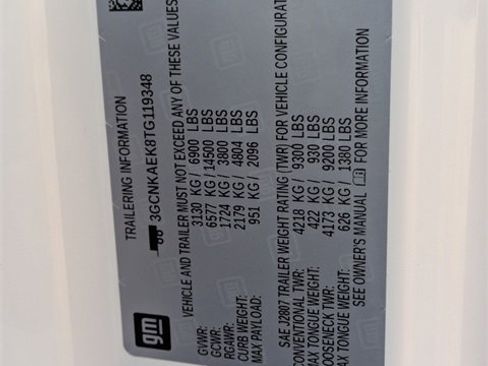 gm
TRAILERING INFORMATION
3GCNKAEK8TG119348
VEHICLE AND TRAILER MUST NOT EXCEED ANY OF THESE VALUES
GVWR: 3130 KG / 6900 LBS
GCWR: 6577 KG / 14500 LBS
RGAWR: 1724 KG / 3800 LBS
CURB WEIGHT: 2179 KG / 4804 LBS
MAX PAYLOAD: 951 KG / 2096 LBS
SAE J2807 TRAILER WEIGHT RATING (TWR) FOR VEHICLE CONFIGURAT
CONVENTIONAL TWR: 4218 KG / 9300 LBS
MAX TONGUE WEIGHT: 422 KG / 930 LBS
OOSENECK TWR: 4173 KG / 9200 LBS
MAX TONGUE WEIGHT: 626 KG / 1380 LBS
SEE OWNER'S MANUAL FOR MORE INFORMATION